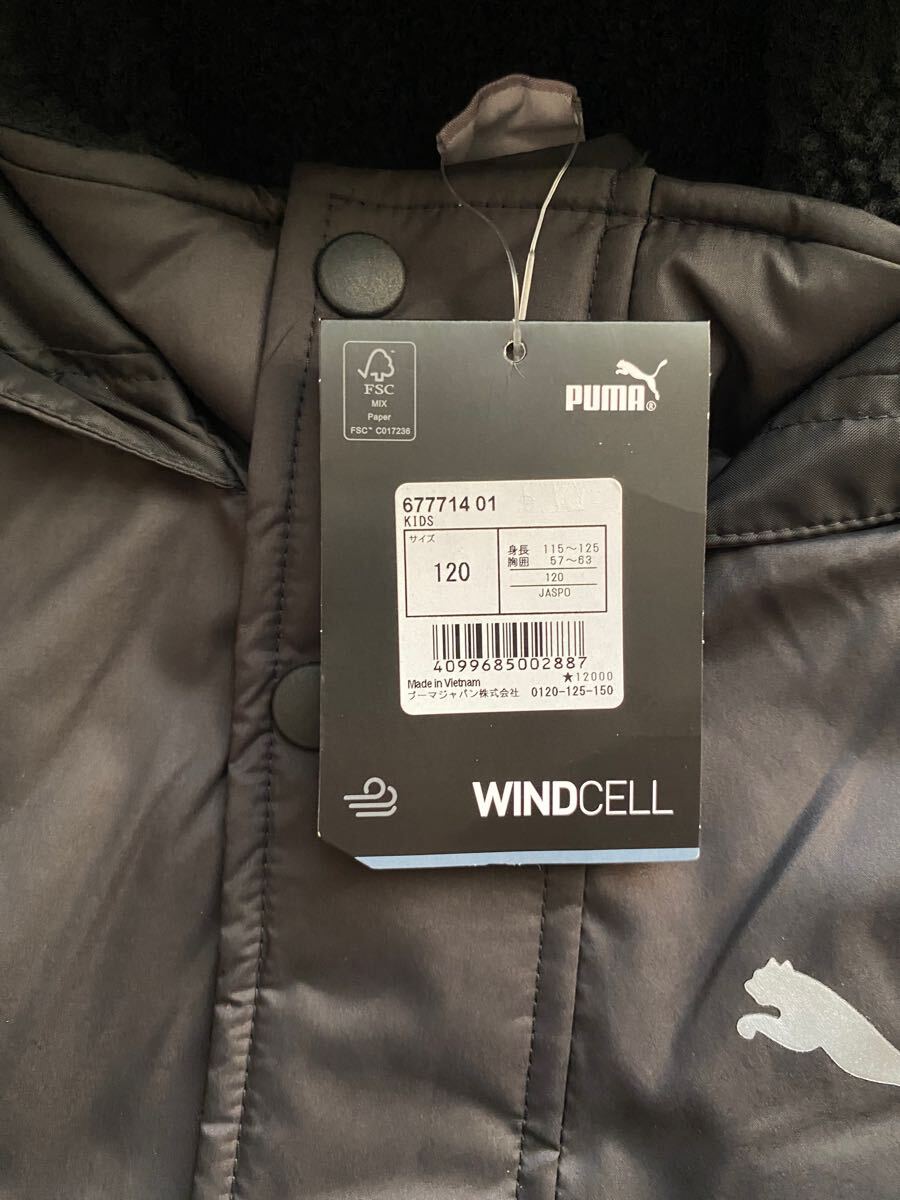 FSC
MIX
Paper
FSC™ C017236
PUMA®
677714 01
KIDS
サイズ
120
身長 115～125
胸囲 57～63
120
JASPO
4099685002887
★12000
Made in Vietnam
プーマジャパン株式会社 0120-125-150
WINDCELL